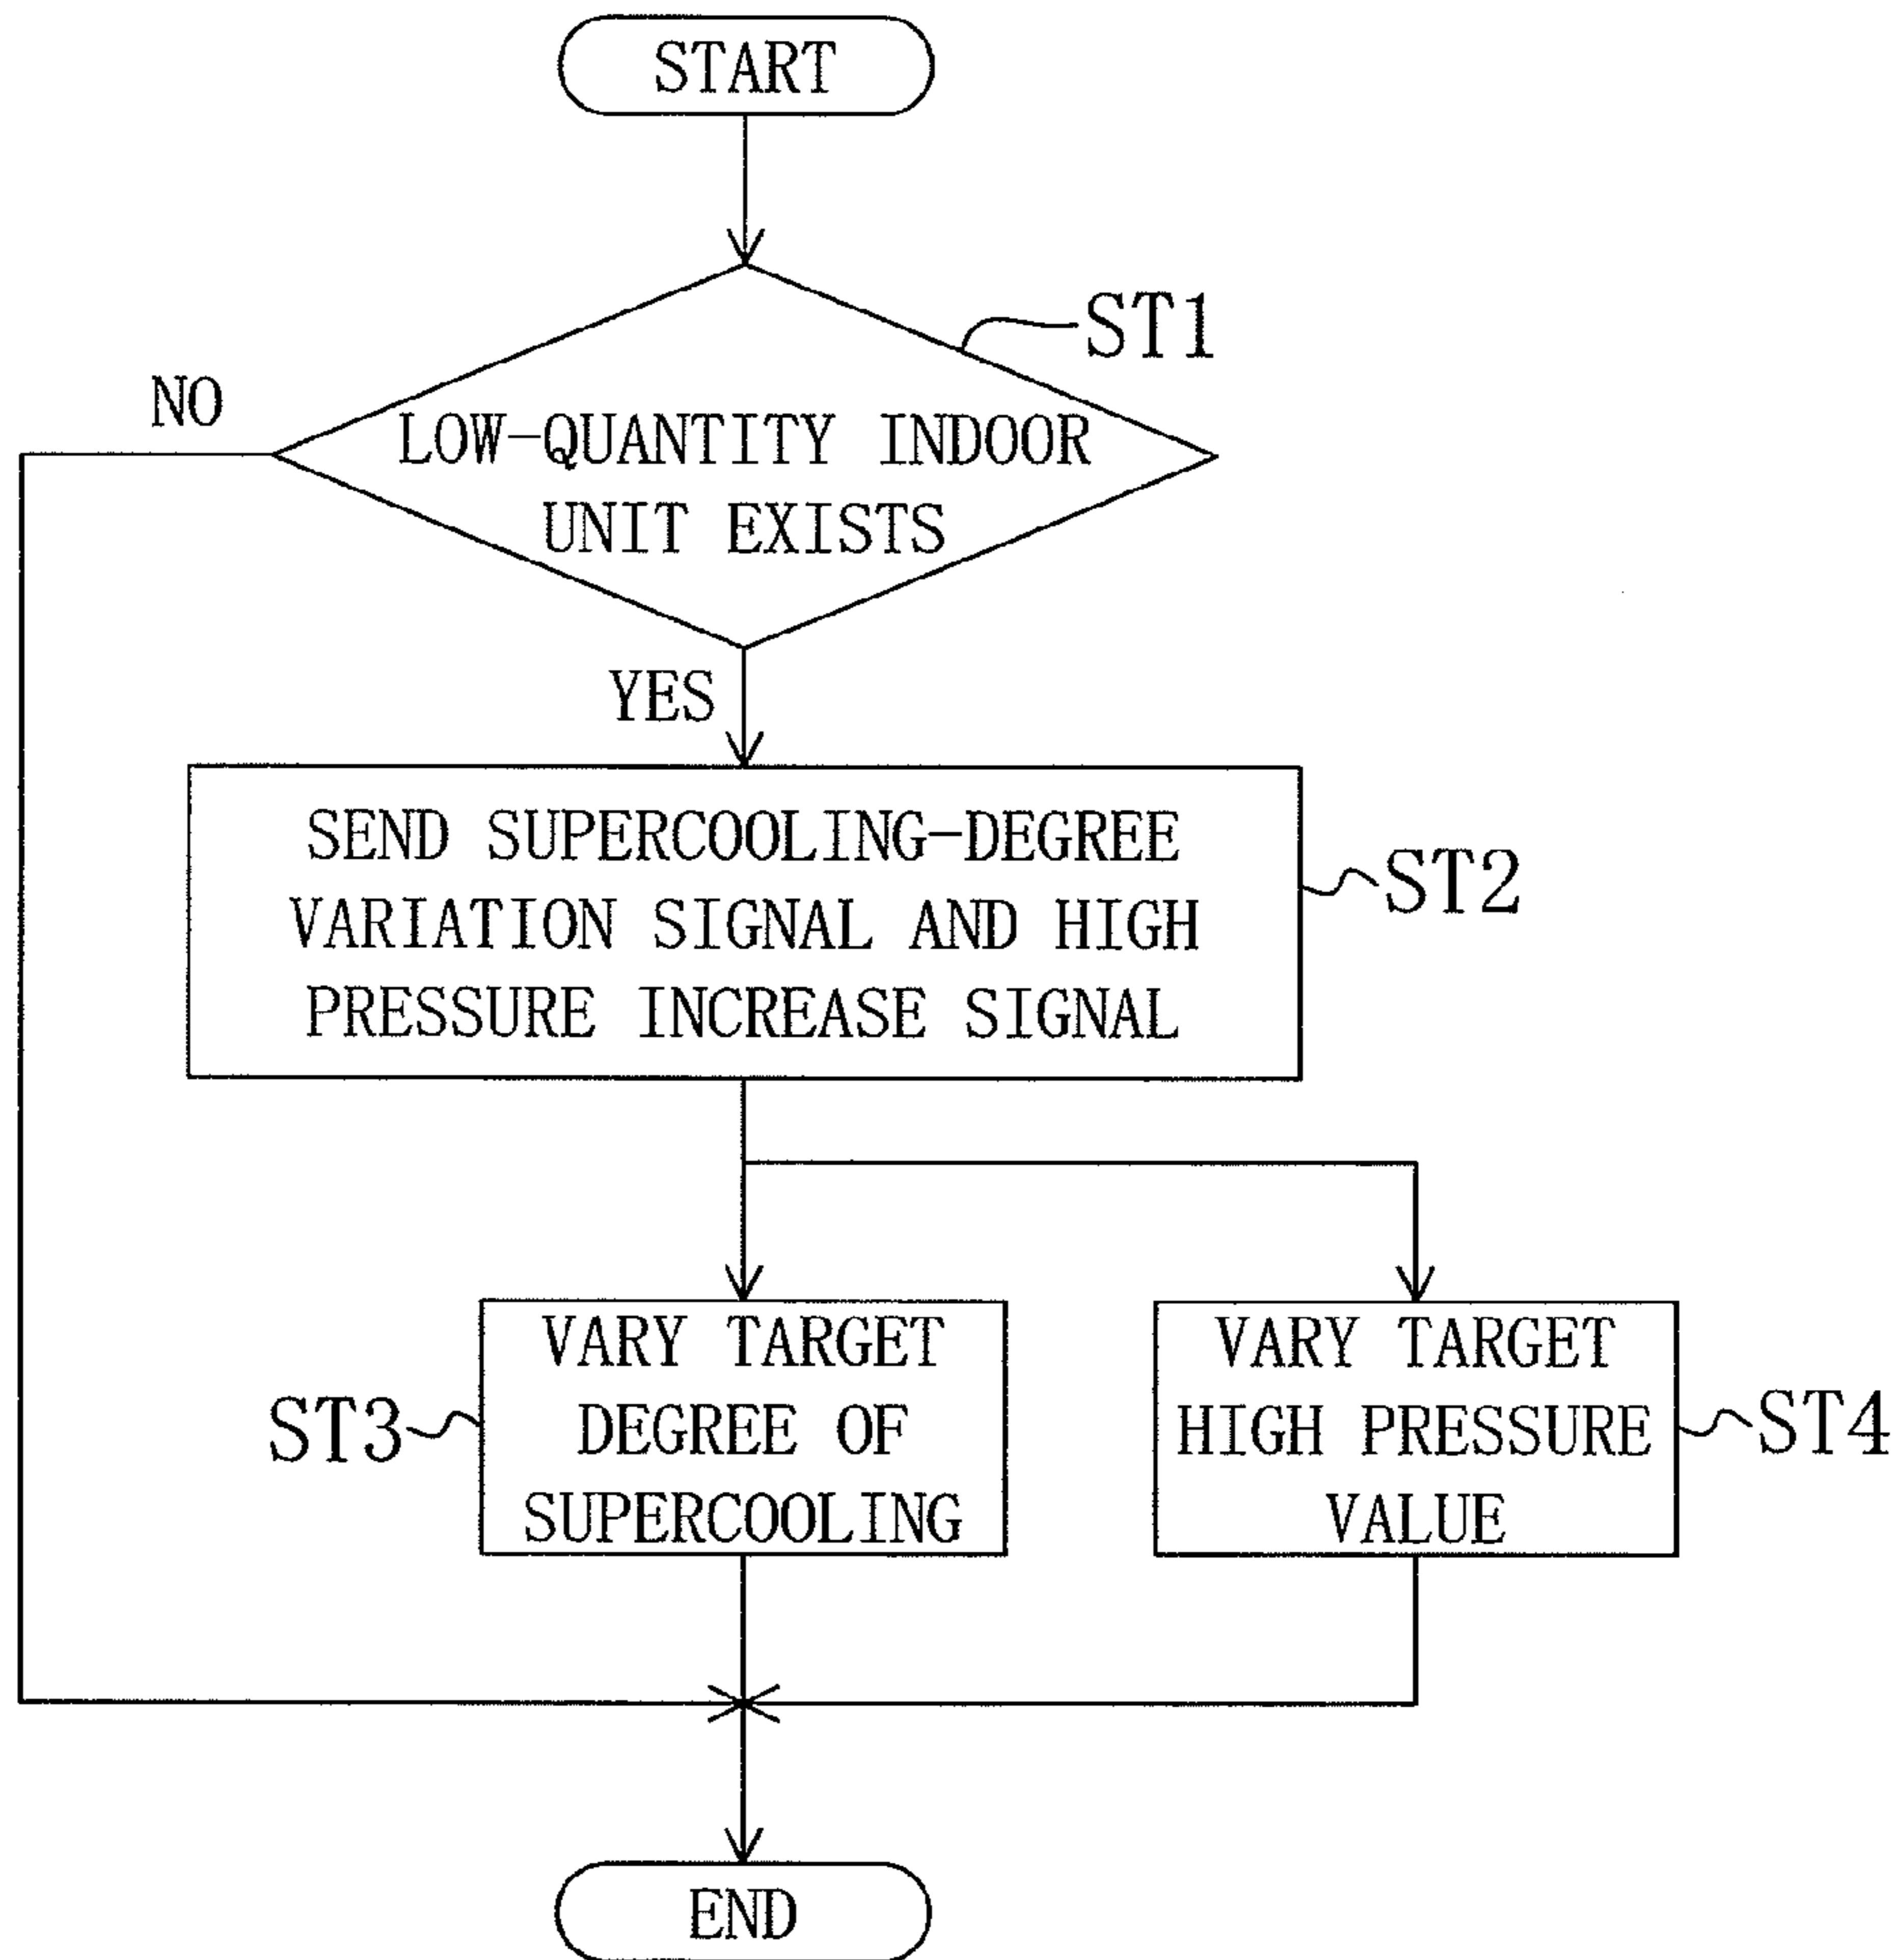 START
ST1
NO
LOW-QUANTITY INDOOR
UNIT EXISTS
YES
SEND SUPERCOOLING-DEGREE
VARIATION SIGNAL AND HIGH
PRESSURE INCREASE SIGNAL
ST2
VARY TARGET
DEGREE OF
SUPERCOOLING
ST3
VARY TARGET
HIGH PRESSURE
VALUE
ST4
END